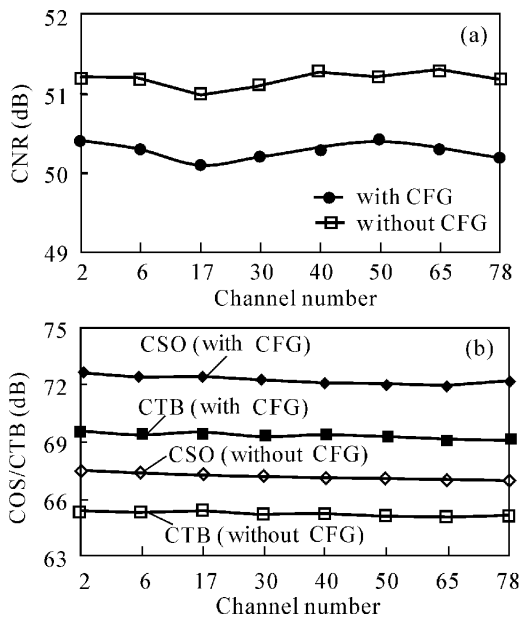 52
(a)
51
CNR (dB)
50
with CFG
without CFG
49
2 6 17 30 40 50 65 78
Channel number
75
CSO (with CFG)
(b)
72
CTB (with CFG)
69
COS/CTB (dB)
CSO (without CFG)
66
CTB (without CFG)
63
2 6 17 30 40 50 65 78
Channel number